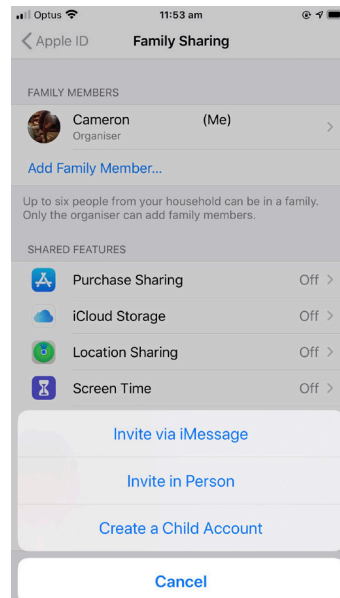 Optus 11:53 am
Apple ID Family Sharing
FAMILY MEMBERS
Cameron (Me)
Organiser
Add Family Member...
Up to six people from your household can be in a family.
Only the organiser can add family members.
SHARED FEATURES
Purchase Sharing Off
iCloud Storage Off
Location Sharing Off
Screen Time Off
Invite via iMessage
Invite in Person
Create a Child Account
Cancel